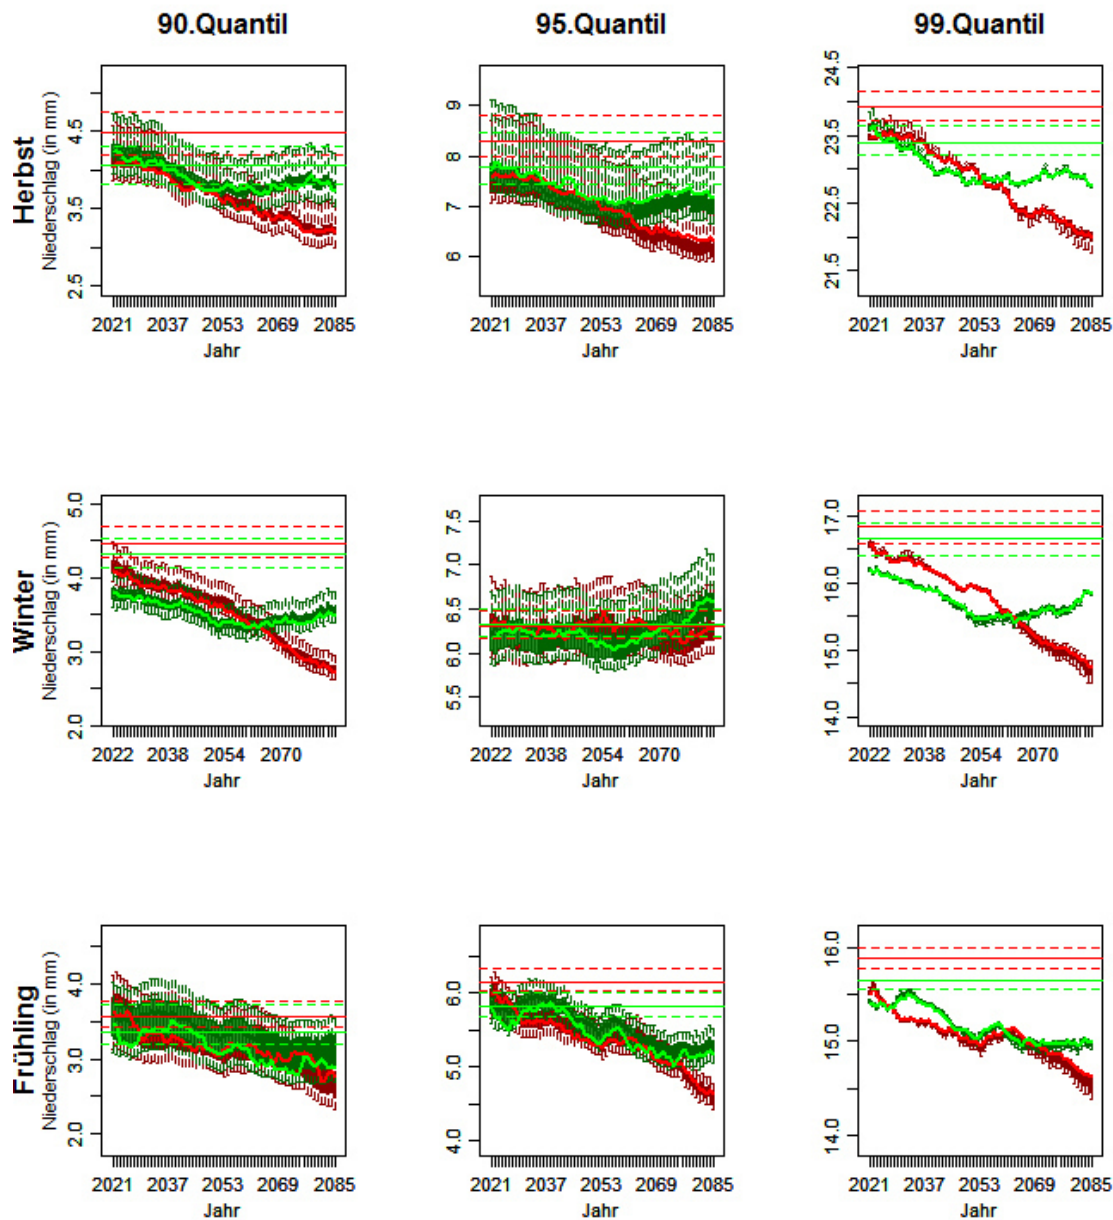 90.Quantil 95.Quantil 99.Quantil
Herbst
Niederschlag (in mm)
2.5 3.5 4.5
2021 2037 2053 2069 2085
Jahr
6 7 8 9
2021 2037 2053 2069 2085
Jahr
21.5 22.5 23.5 24.5
2021 2037 2053 2069 2085
Jahr
Winter
Niederschlag (in mm)
2.0 3.0 4.0 5.0
2022 2038 2054 2070
Jahr
5.5 6.0 6.5 7.0 7.5
2022 2038 2054 2070
Jahr
14.0 15.0 16.0 17.0
2022 2038 2054 2070
Jahr
Frühling
Niederschlag (in mm)
2.0 3.0 4.0
2021 2037 2053 2069 2085
Jahr
4.0 5.0 6.0
2021 2037 2053 2069 2085
Jahr
14.0 15.0 16.0
2021 2037 2053 2069 2085
Jahr